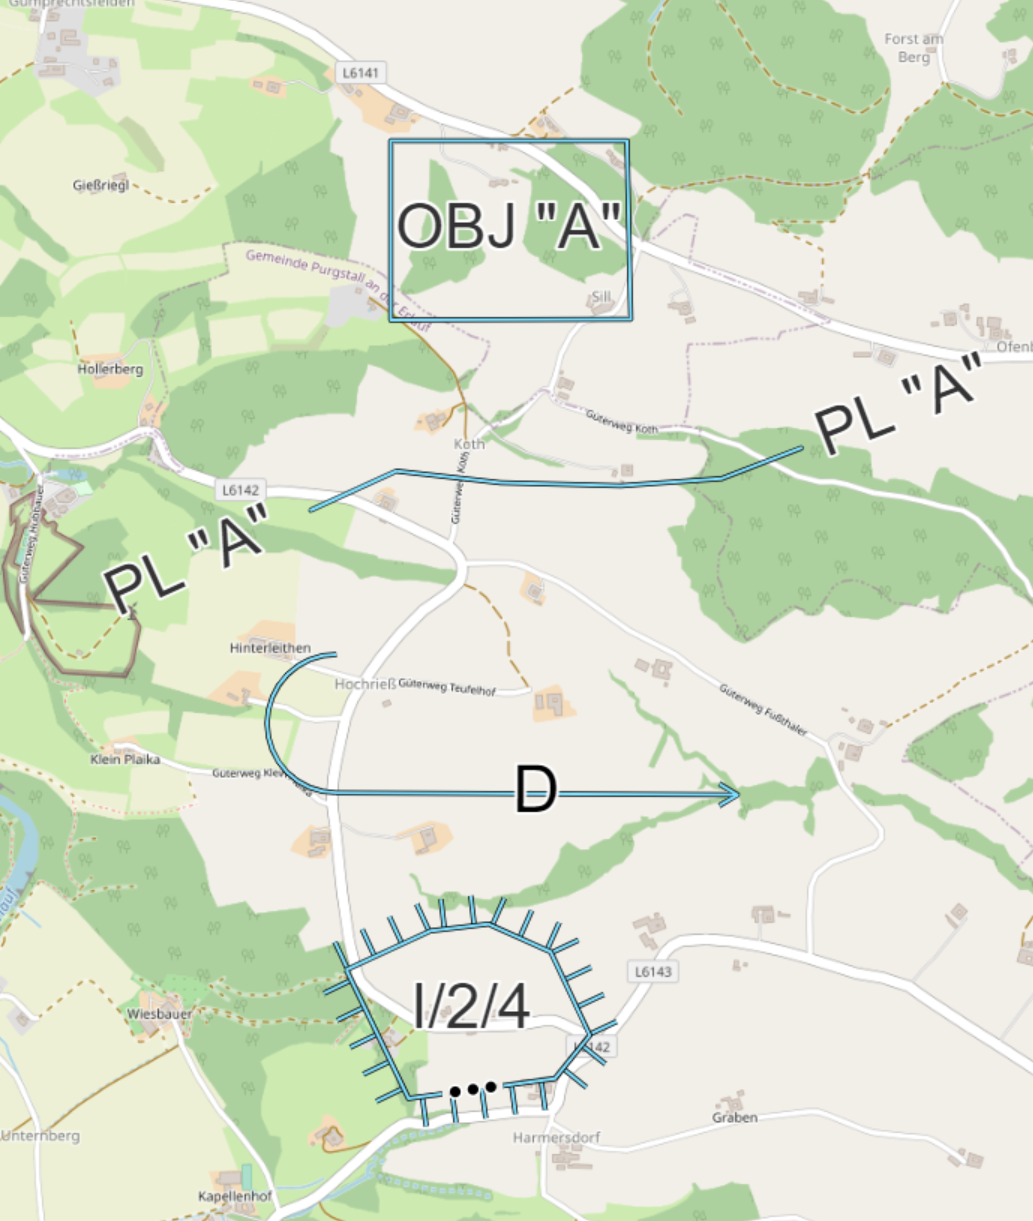 Gumprechtsfelden
Forst am
Berg
L6141
Gießriegl
OBJ "A"
Gemeinde Purgstall an der Erlauf
Sill
Ofenb
Hollerberg
PL "A"
Güterweg Koth
Koth
L6142
Güterweg Koth
Güterweg Hubbauer
PL "A"
Hinterleithen
Hochrieß
Güterweg Teufelhof
Güterweg Fußthaler
Klein Plaika
Güterweg Klein
D
L6143
I/2/4
Wiesbauer
L6142
Graben
Unternberg
Harmersdorf
Kapellenhof